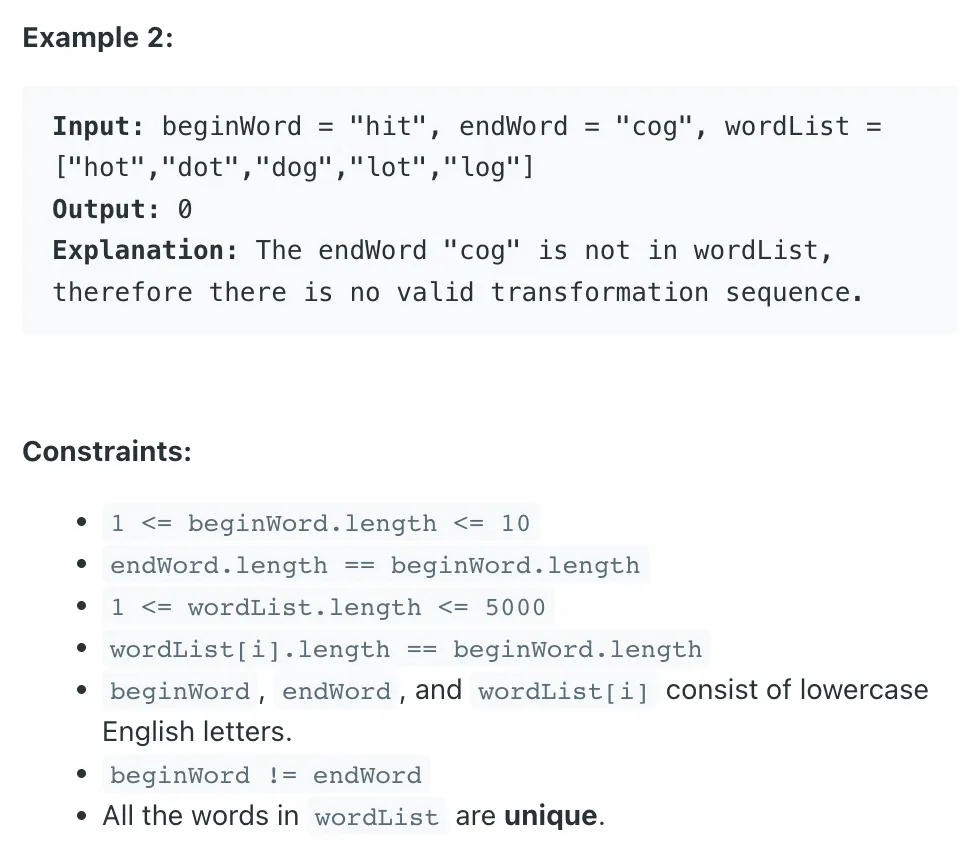 Example 2:
Input: beginWord = "hit", endWord = "cog", wordList =
["hot","dot","dog","lot","log"]
Output: 0
Explanation: The endWord "cog" is not in wordList,
therefore there is no valid transformation sequence.
Constraints:
• 1 <= beginWord.length <= 10
• endWord.length == beginWord.length
• 1 <= wordList.length <= 5000
• wordList[i].length == beginWord.length
• beginWord, endWord, and wordList[i] consist of lowercase
English letters.
• beginWord != endWord
• All the words in wordList are unique.